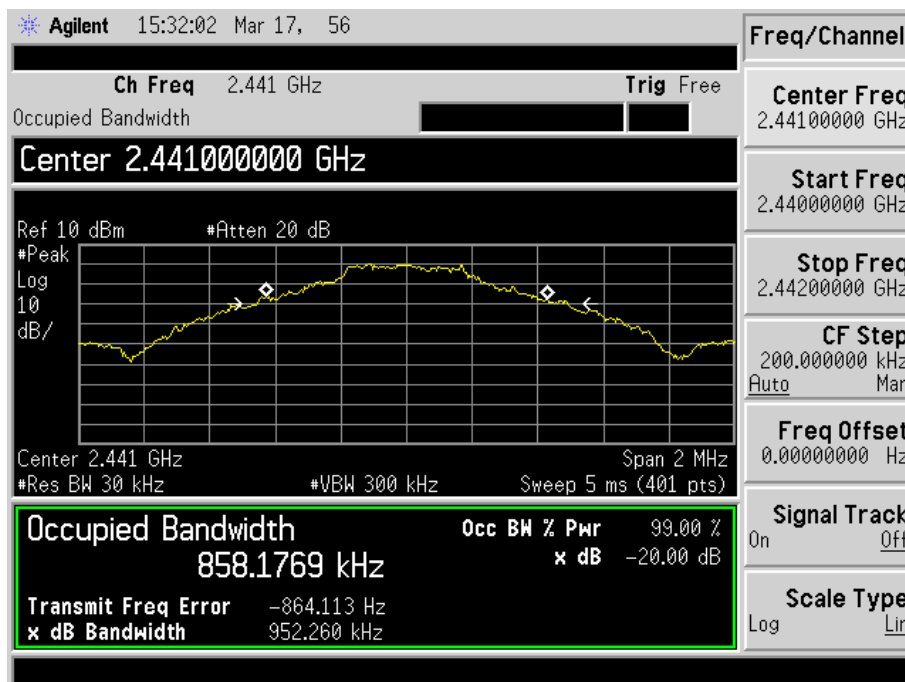 Agilent 15:32:02 Mar 17, 56
Ch Freq 2.441 GHz Trig Free
Occupied Bandwidth
Center 2.441000000 GHz
Ref 10 dBm #Atten 20 dB
#Peak
Log
10
dB/
Center 2.441 GHz Span 2 MHz
#Res BW 30 kHz #VBW 300 kHz Sweep 5 ms (401 pts)
Occupied Bandwidth
858.1769 kHz
Occ BW % Pwr 99.00 %
x dB -20.00 dB
Transmit Freq Error -864.113 Hz
x dB Bandwidth 952.260 kHz
Freq/Channel
Center Freq
2.44100000 GHz
Start Freq
2.44000000 GHz
Stop Freq
2.44200000 GHz
CF Step
200.000000 kHz
Auto Man
Freq Offset
0.00000000 Hz
Signal Track
On Off
Scale Type
Log Lin